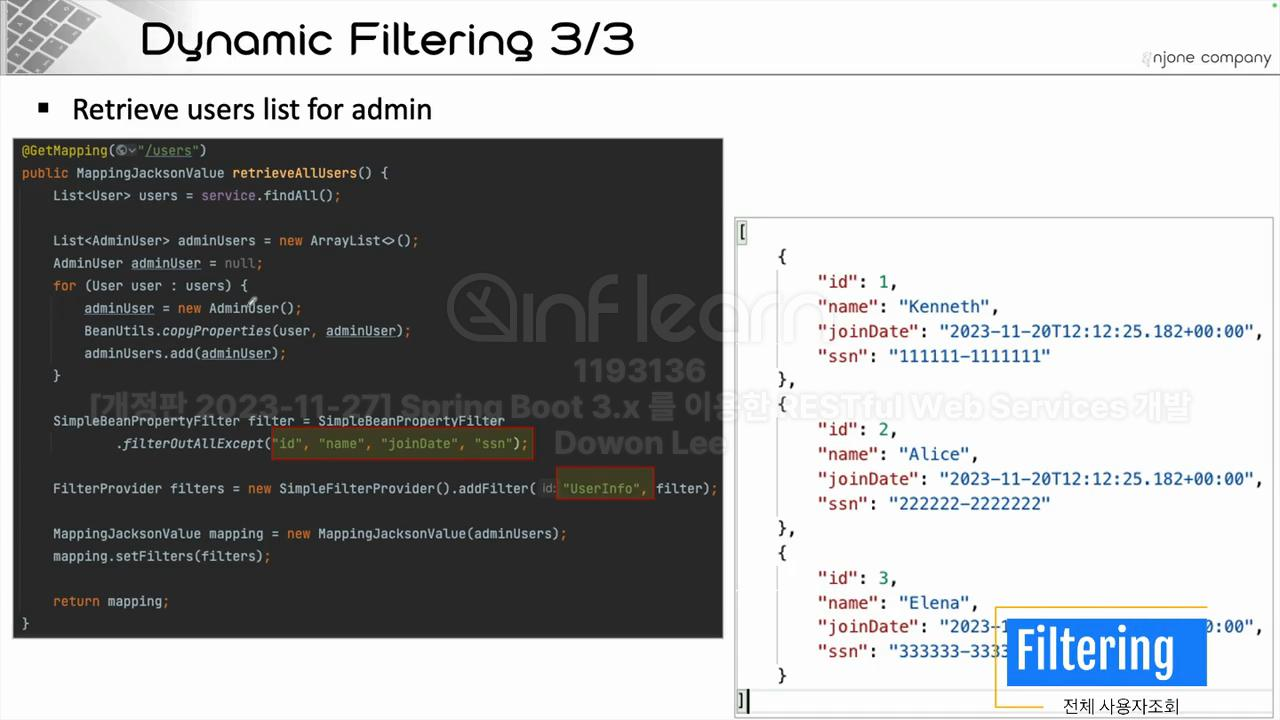 Dynamic Filtering 3/3
njone company
▪ Retrieve users list for admin
@GetMapping("/users")
public MappingJacksonValue retrieveAllUsers() {
List<User> users = service.findAll();
List<AdminUser> adminUsers = new ArrayList<>();
AdminUser adminUser = null;
for (User user : users) {
adminUser = new AdminUser();
BeanUtils.copyProperties(user, adminUser);
adminUsers.add(adminUser);
}
SimpleBeanPropertyFilter filter = SimpleBeanPropertyFilter
.filterOutAllExcept("id", "name", "joinDate", "ssn");
FilterProvider filters = new SimpleFilterProvider().addFilter( id: "UserInfo", filter);
MappingJacksonValue mapping = new MappingJacksonValue(adminUsers);
mapping.setFilters(filters);
return mapping;
}
[
{
"id": 1,
"name": "Kenneth",
"joinDate": "2023-11-20T12:12:25.182+00:00",
"ssn": "111111-1111111"
},
{
"id": 2,
"name": "Alice",
"joinDate": "2023-11-20T12:12:25.182+00:00",
"ssn": "222222-2222222"
},
{
"id": 3,
"name": "Elena",
"joinDate": "2023-1 0:00",
"ssn": "333333-3333
}
]
inflearn
1193136
[개정판 2023-11-27] Spring Boot 3.x 를 이용한 RESTful Web Services 개발
Dowon Lee
Filtering
전체 사용자조회